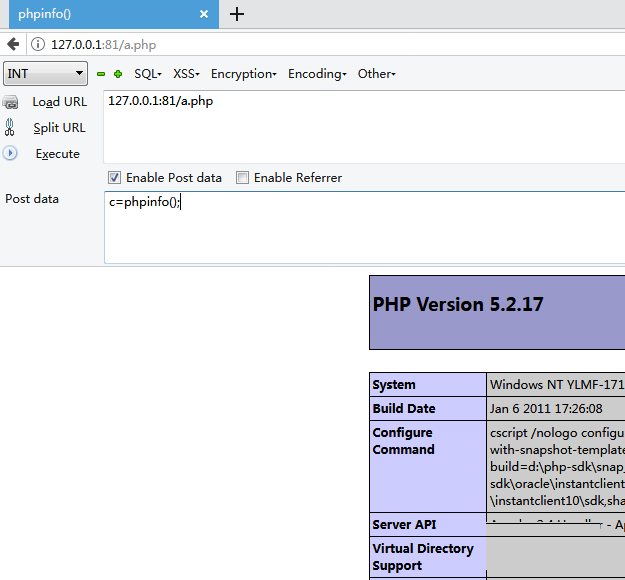 phpinfo()
127.0.0.1:81/a.php
INT
SQL XSS Encryption Encoding Other
Load URL
127.0.0.1:81/a.php
Split URL
Execute
Enable Post data Enable Referrer
Post data
c=phpinfo();
PHP Version 5.2.17
System Windows NT YLMF-171
Build Date Jan 6 2011 17:26:08
Configure Command
cscript /nologo configu
with-snapshot-template
build=d:\php-sdk\snap_
sdk\oracle\instantclient
\instantclient10\sdk,sha
Server API
Virtual Directory
Support